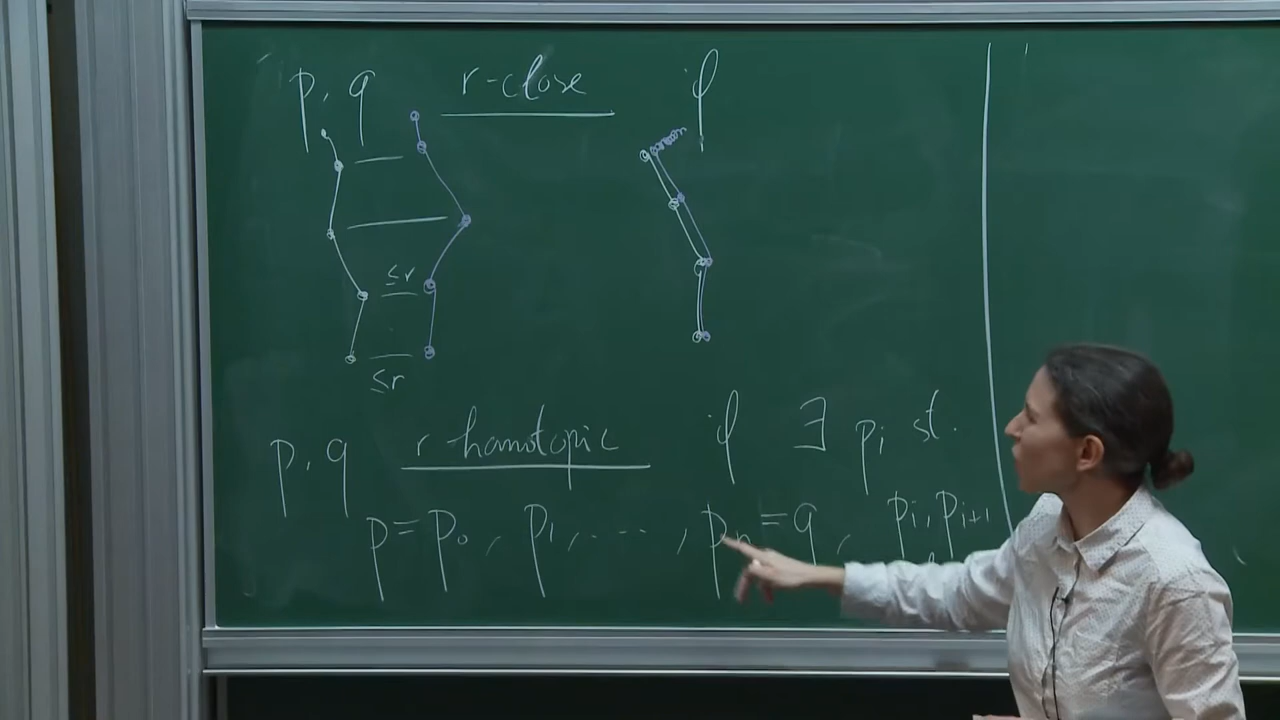 p, q r-close if
≤r
≤r
p, q r homotopic if ∃ pᵢ st.
p = p₀, p₁, ..., pₙ = q, pᵢ, pᵢ₊₁